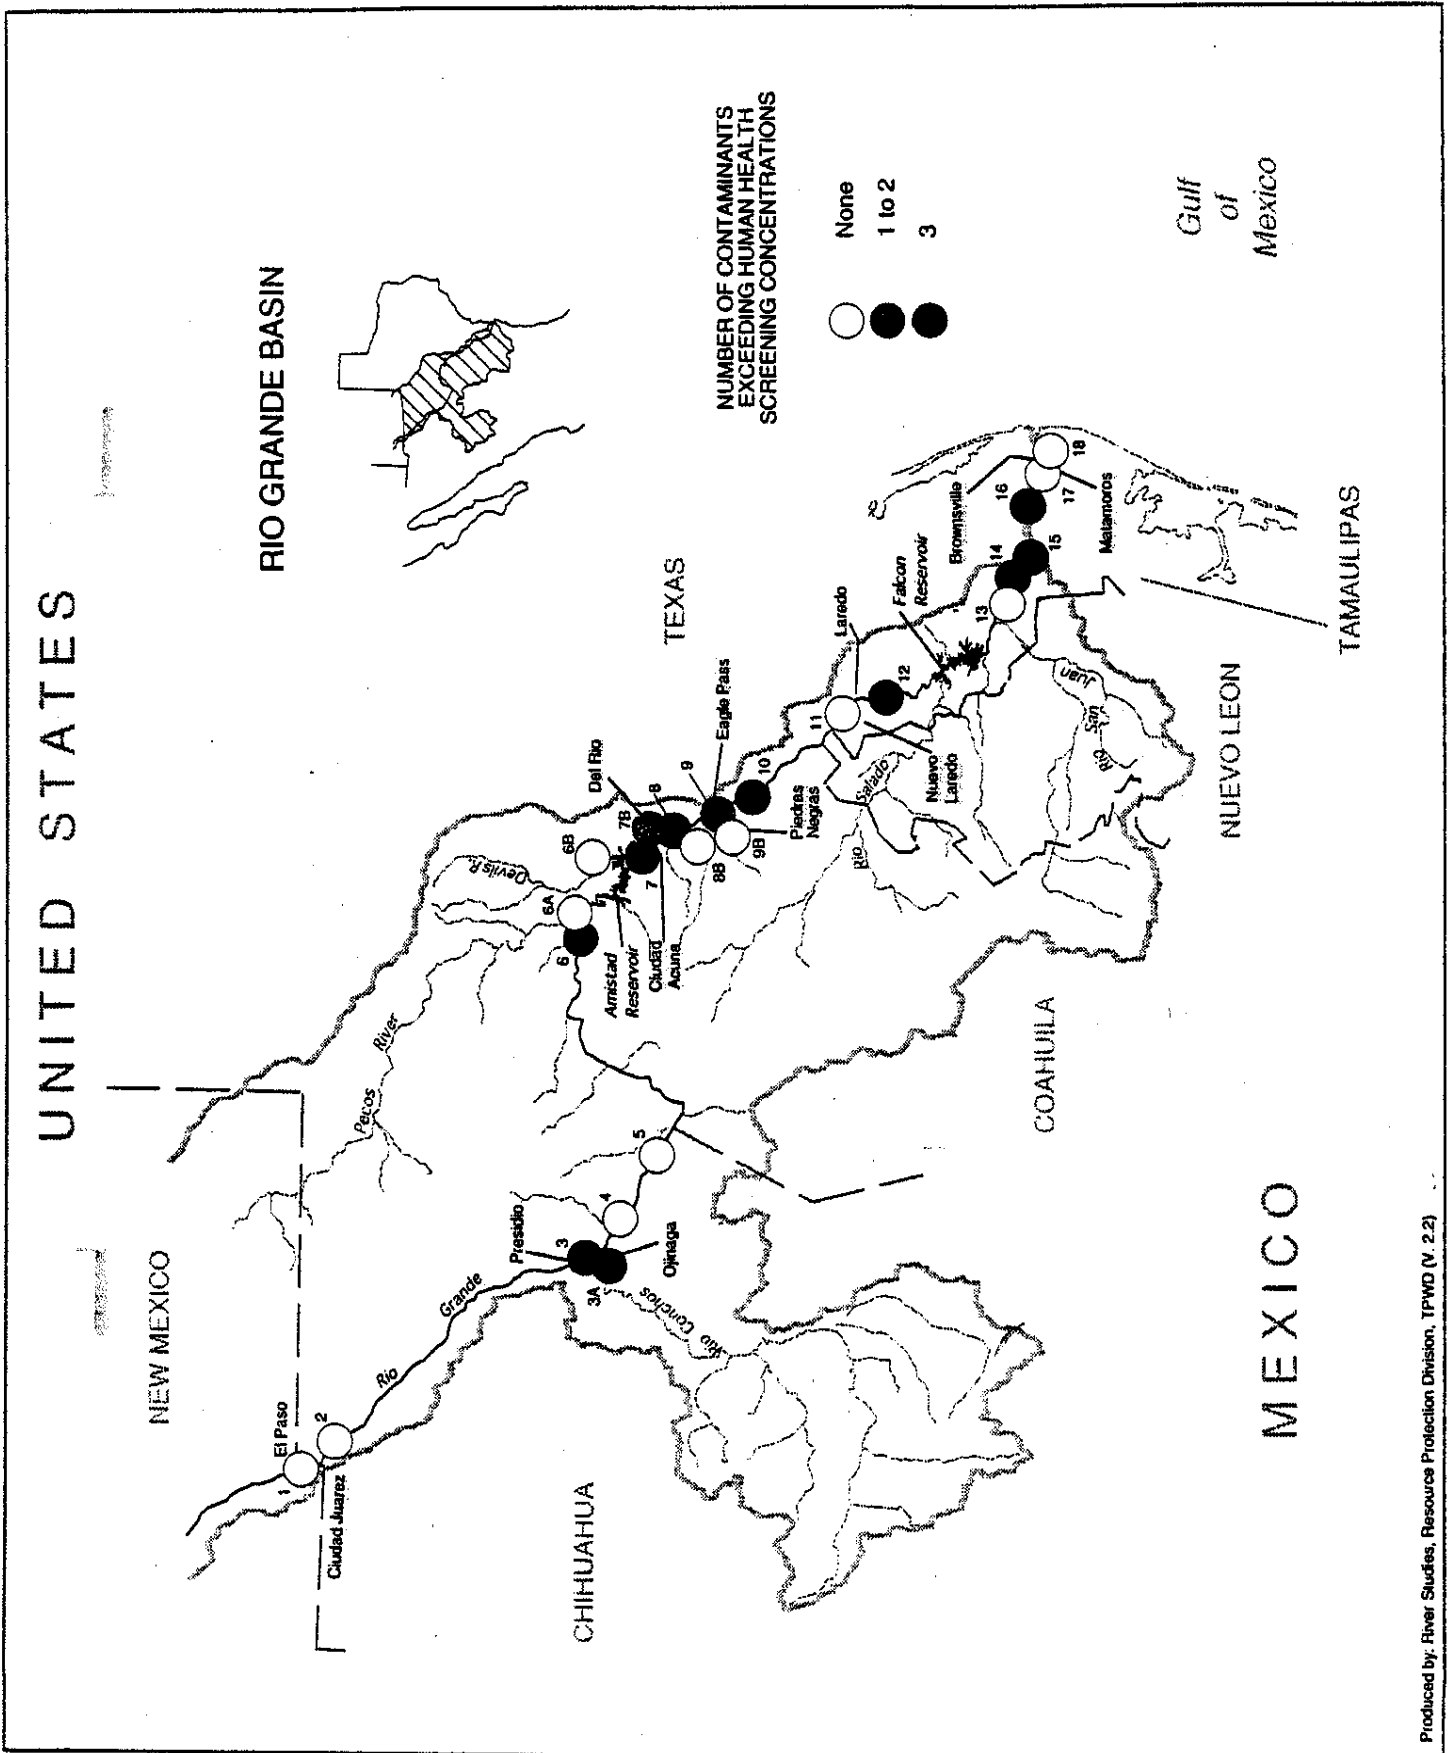 UNITED STATES
RIO GRANDE BASIN
NEW MEXICO
TEXAS
El Paso
1
2
Ciudad Juarez
Rio
Grande
Pecos
River
Devils R.
Presidio
3
3A
Ojinaga
Rio
Conchos
4
5
6
6A
6B
Amistad
Reservoir
Ciudad
Acuna
Del Rio
7
7B
8
8B
9
9B
Eagle Pass
Piedras
Negras
10
Laredo
11
12
Nuevo
Laredo
Rio
Salado
Falcon
Reservoir
13
14
15
16
17
18
Brownsville
Matamoros
Rio
San
Juan
CHIHUAHUA
COAHUILA
NUEVO LEON
TAMAULIPAS
MEXICO
Gulf
of
Mexico
NUMBER OF CONTAMINANTS
EXCEEDING HUMAN HEALTH
SCREENING CONCENTRATIONS
None
1 to 2
3
Produced by: River Studies, Resource Protection Division, TPWD (V. 2.2)